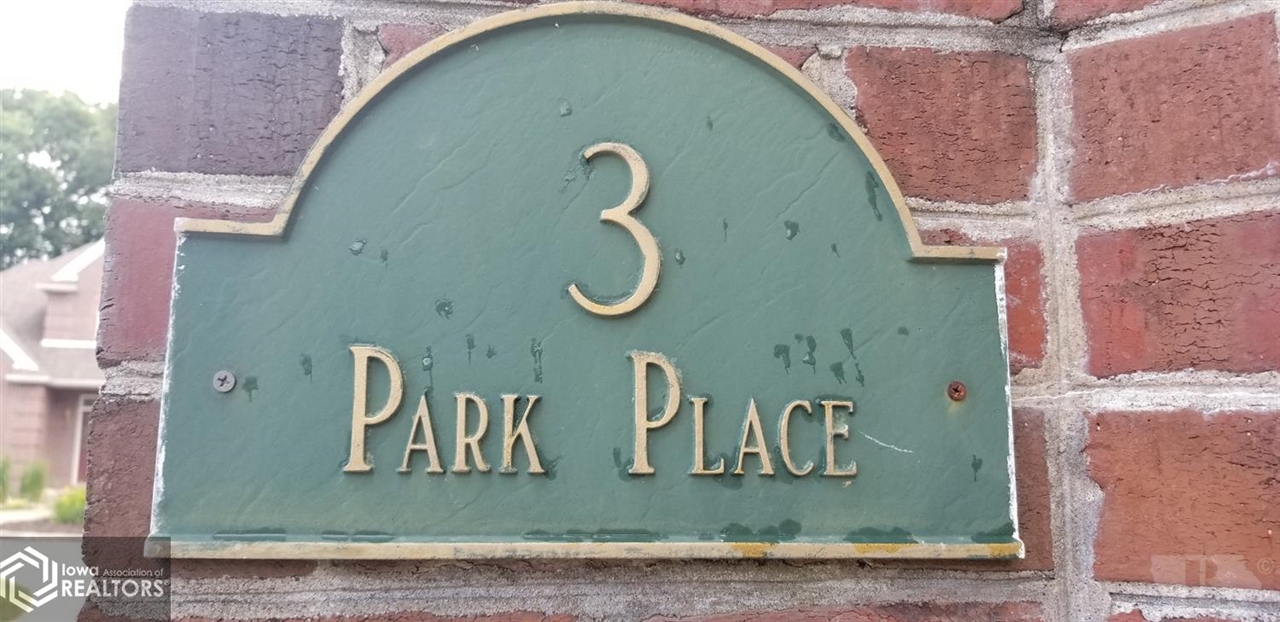 3
Park Place
Iowa Association of
REALTORS®